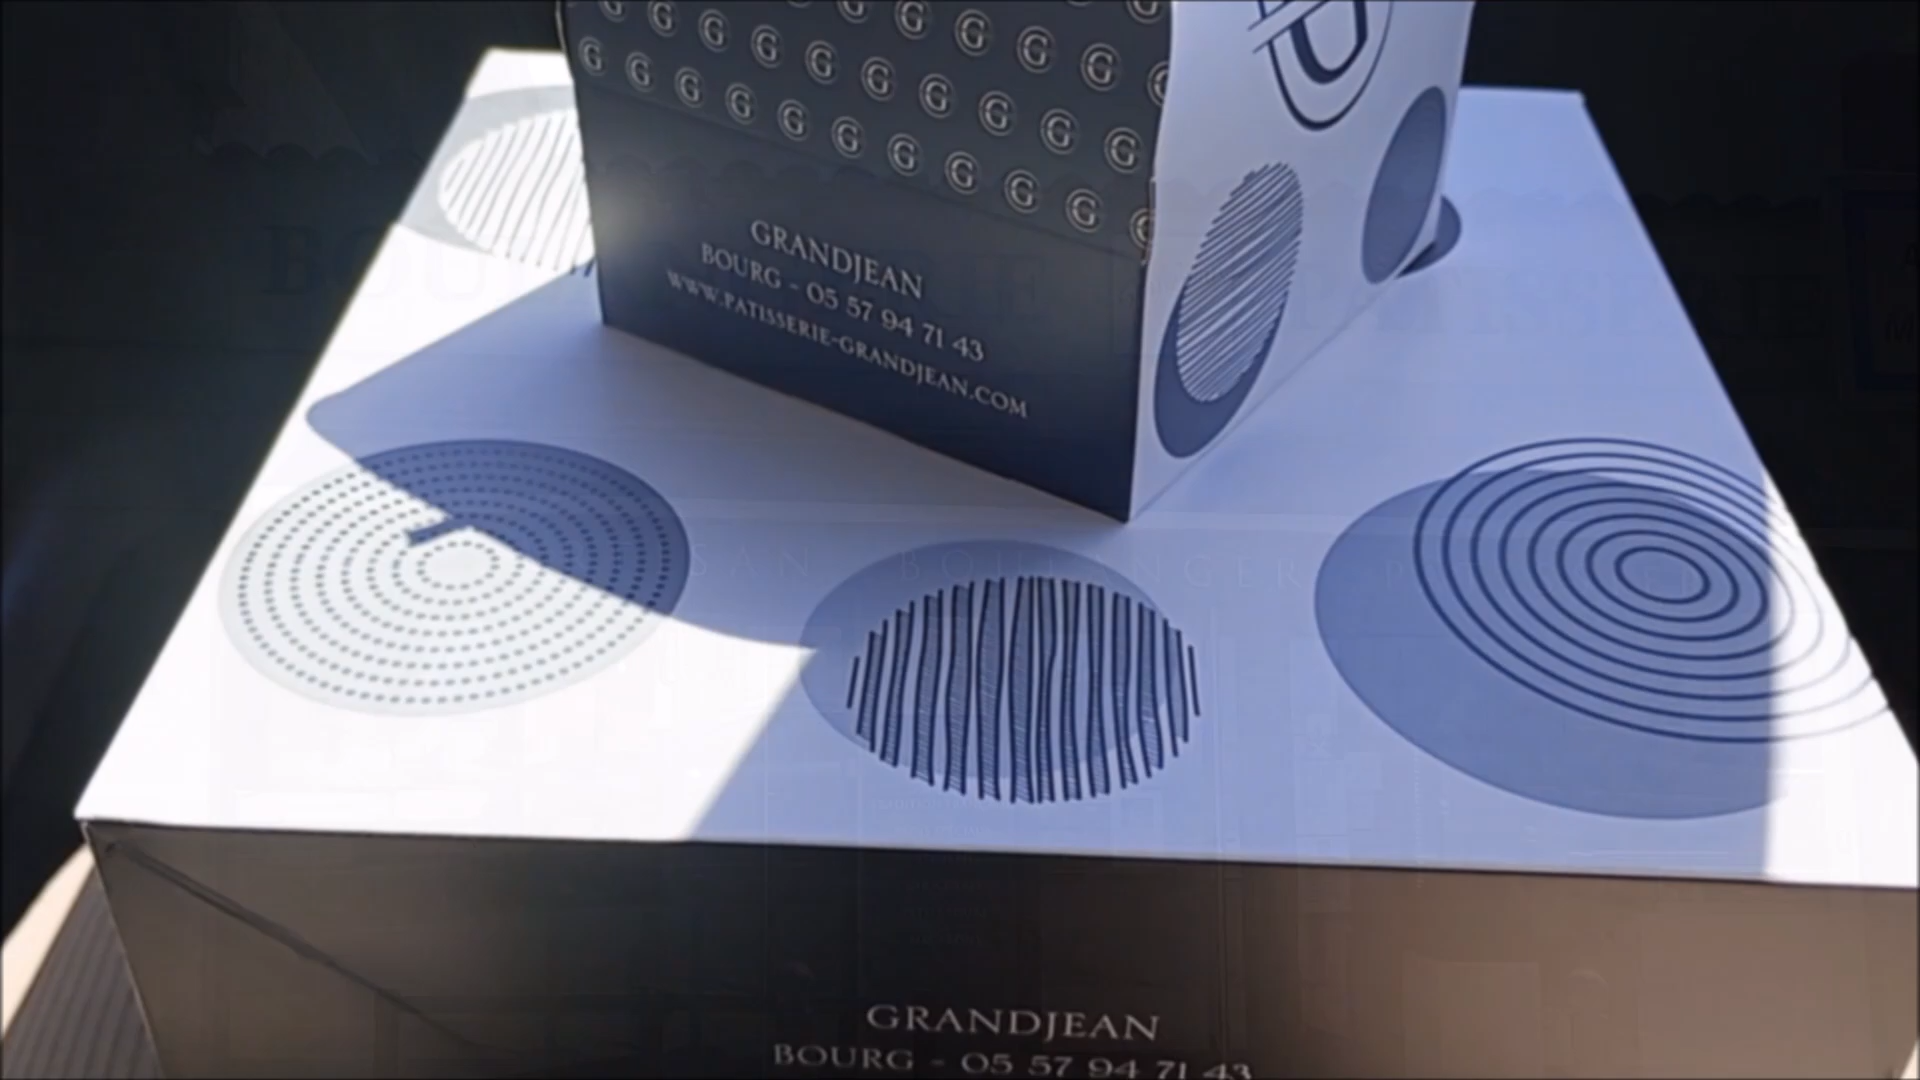 GRANDJEAN
BOURG - 05 57 94 71 43
WWW.PATISSERIE-GRANDJEAN.COM
GRANDJEAN
BOURG - 05 57 94 71 43